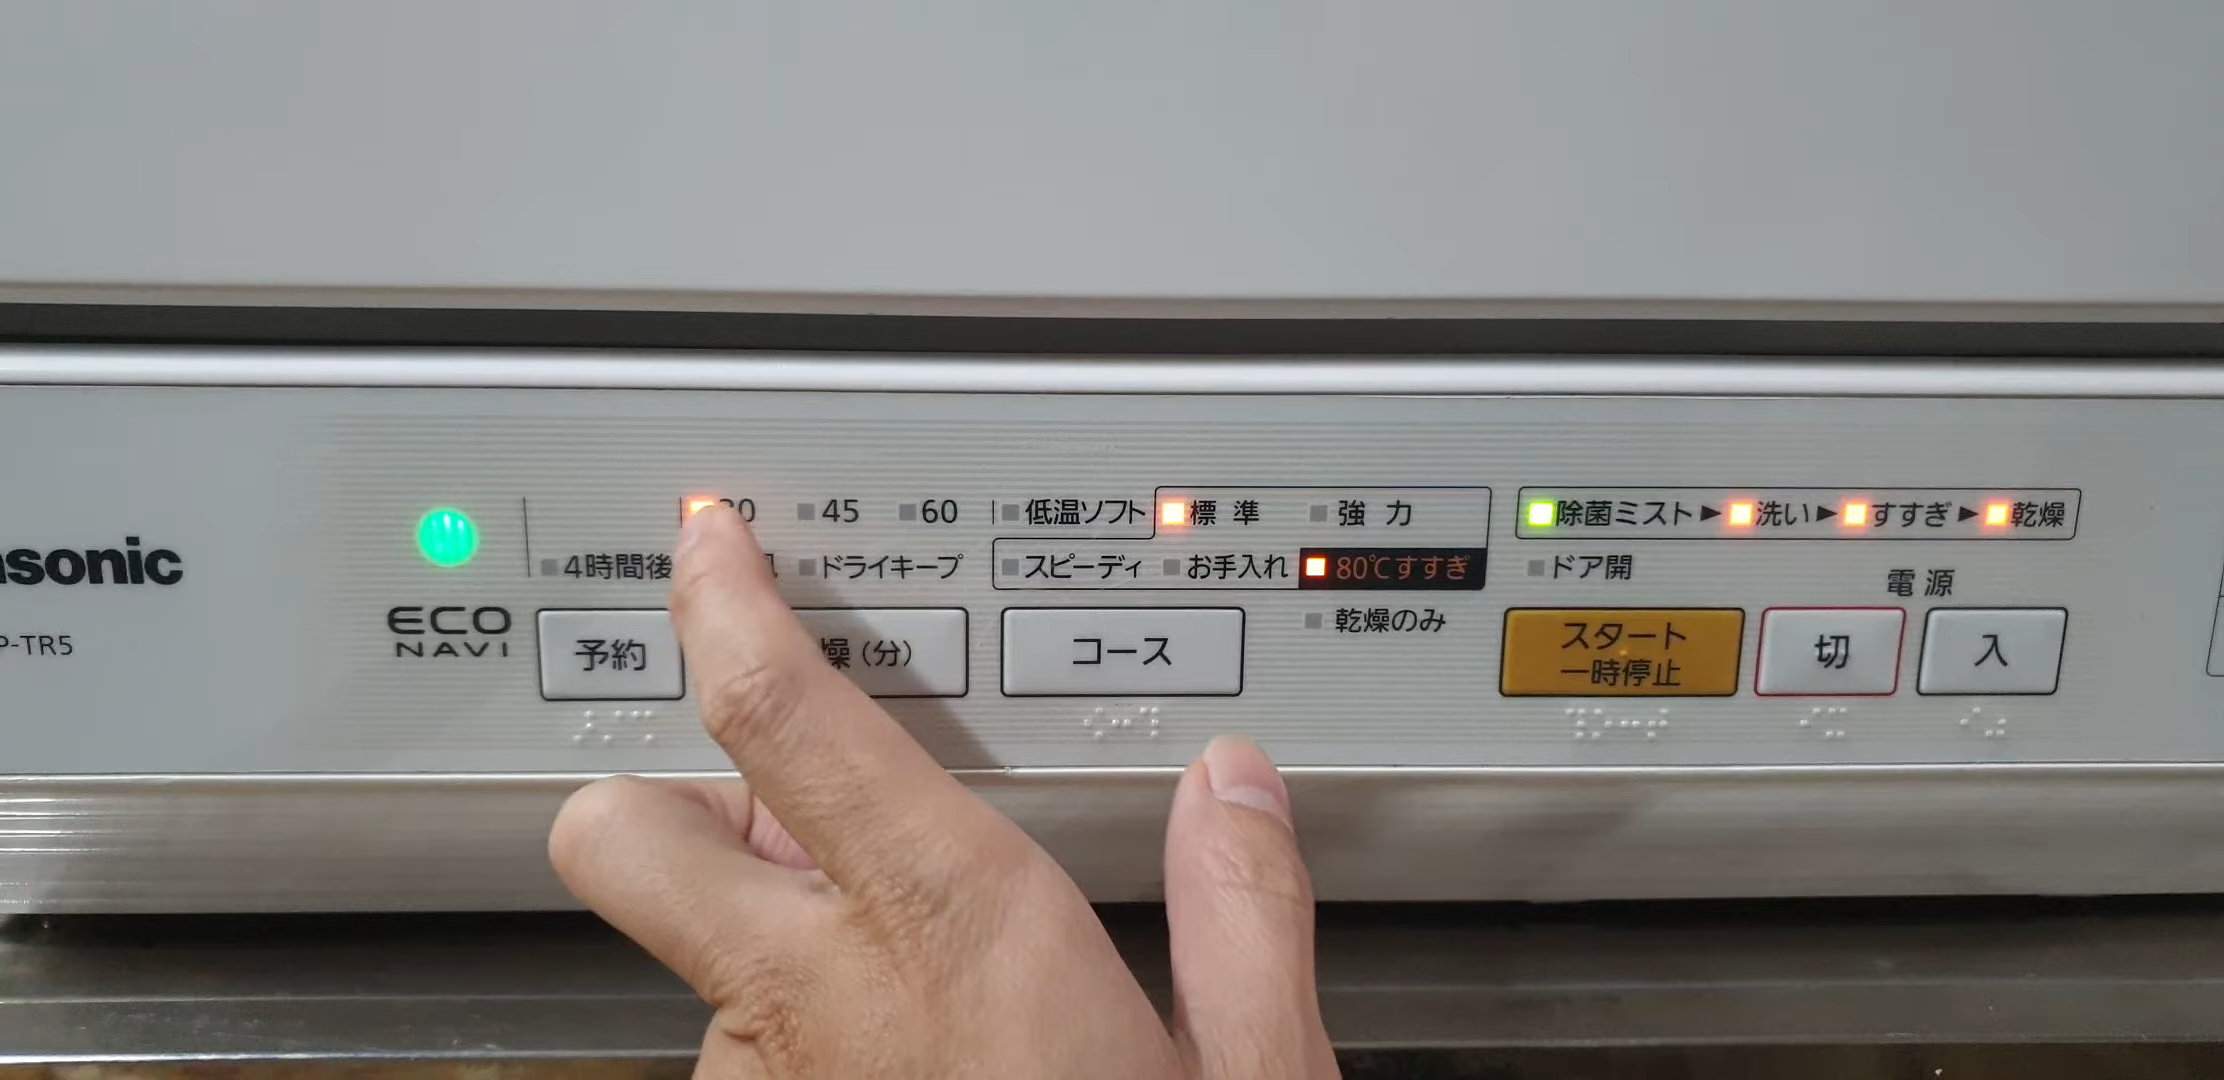 45 60 低温ソフト 標準 強力 除菌ミスト▶洗い▶すすぎ▶乾燥
4時間後 ドライキープ スピーディ お手入れ 80℃すすぎ ドア開
電源
乾燥のみ
ECO
NAVI
予約 燥(分) コース スタート
一時停止 切 入
sonic
P-TR5